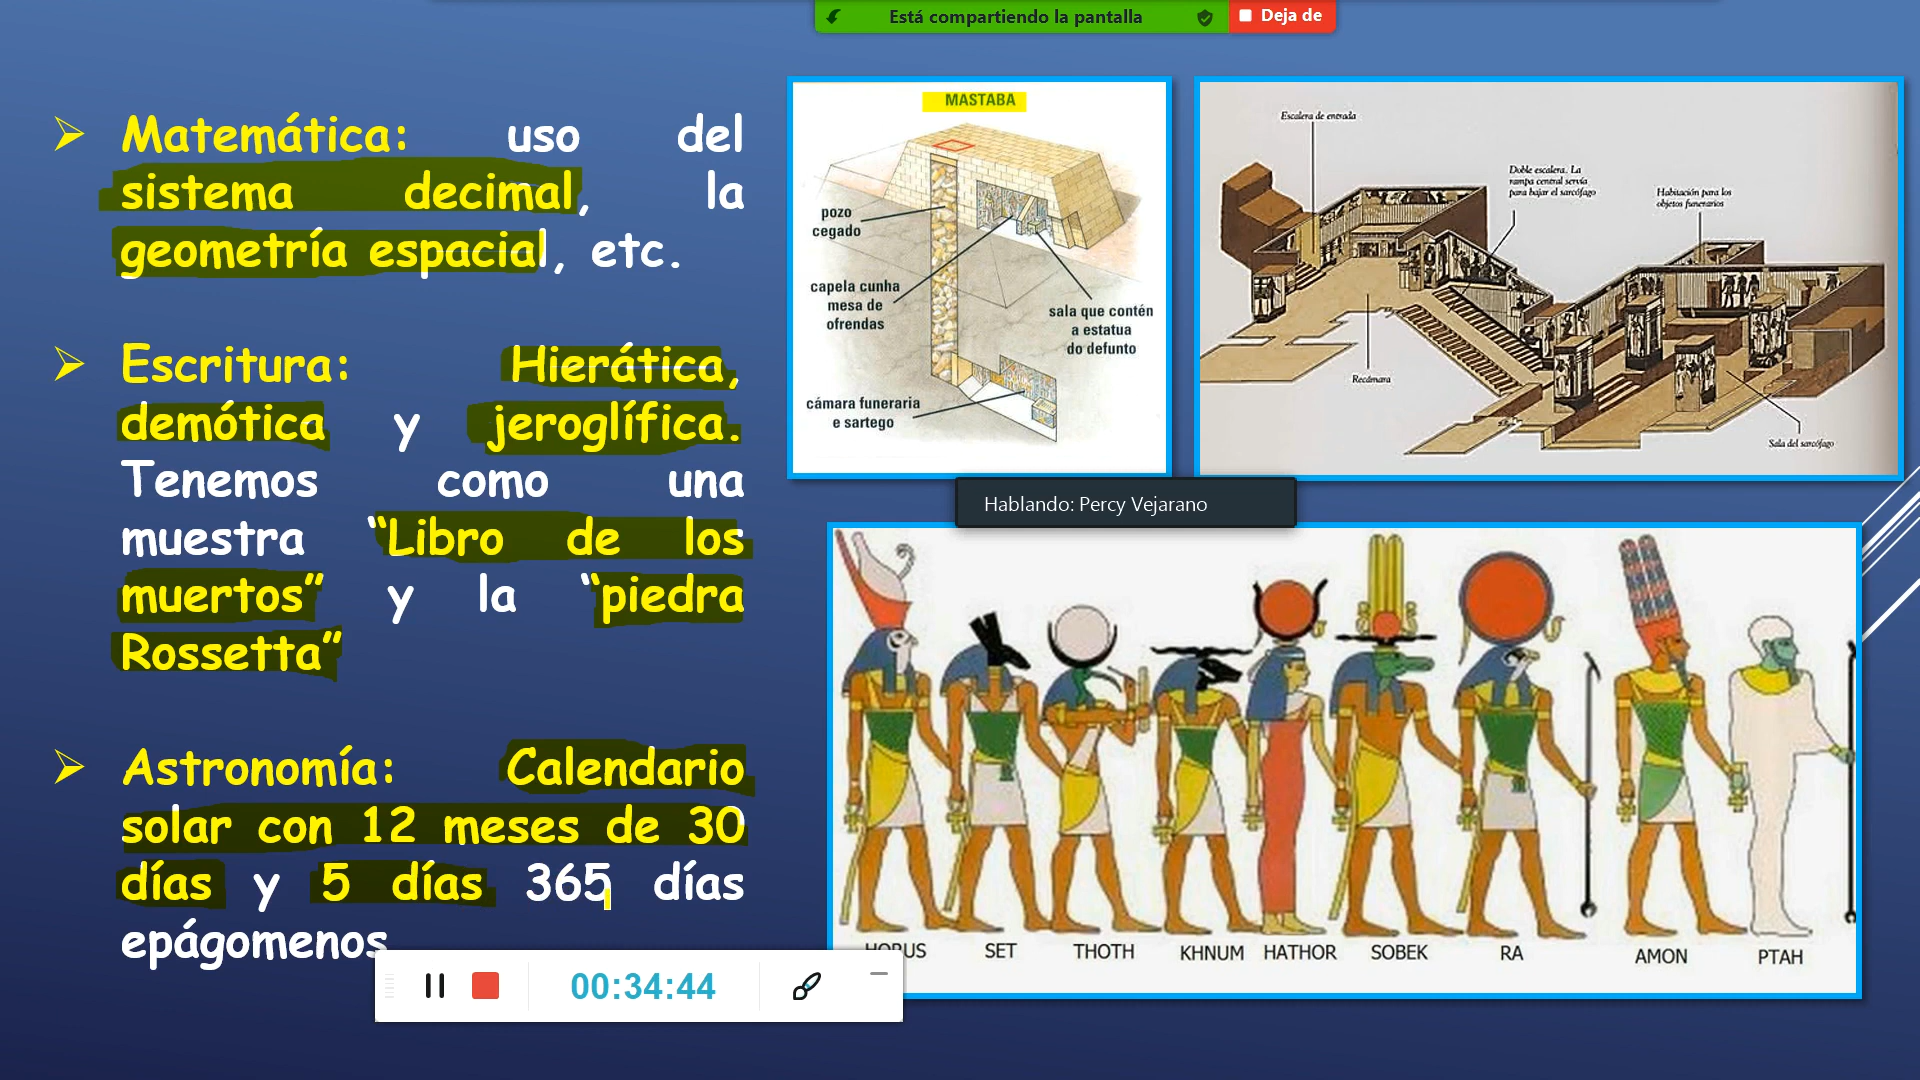 Está compartiendo la pantalla
Deja de
Matemática: uso del
sistema decimal, la
geometría espacial, etc.
Escritura: Hierática,
demótica y jeroglífica.
Tenemos como una
muestra “Libro de los
muertos” y la “piedra
Rossetta”
Astronomía: Calendario
solar con 12 meses de 30
días y 5 días 365 días
epágomenos
MASTABA
pozo
cegado
capela cunha
mesa de
ofrendas
sala que contén
a estatua
do defunto
cámara funeraria
e sartego
Escalera de entrada
Doble escalera. La
rampa central servía
para bajar el sarcófago
Habitación para los
objetos funerarios
Recámara
Sala del sarcófago
Hablando: Percy Vejarano
HORUS SET THOTH KHNUM HATHOR SOBEK RA AMON PTAH
00:34:44